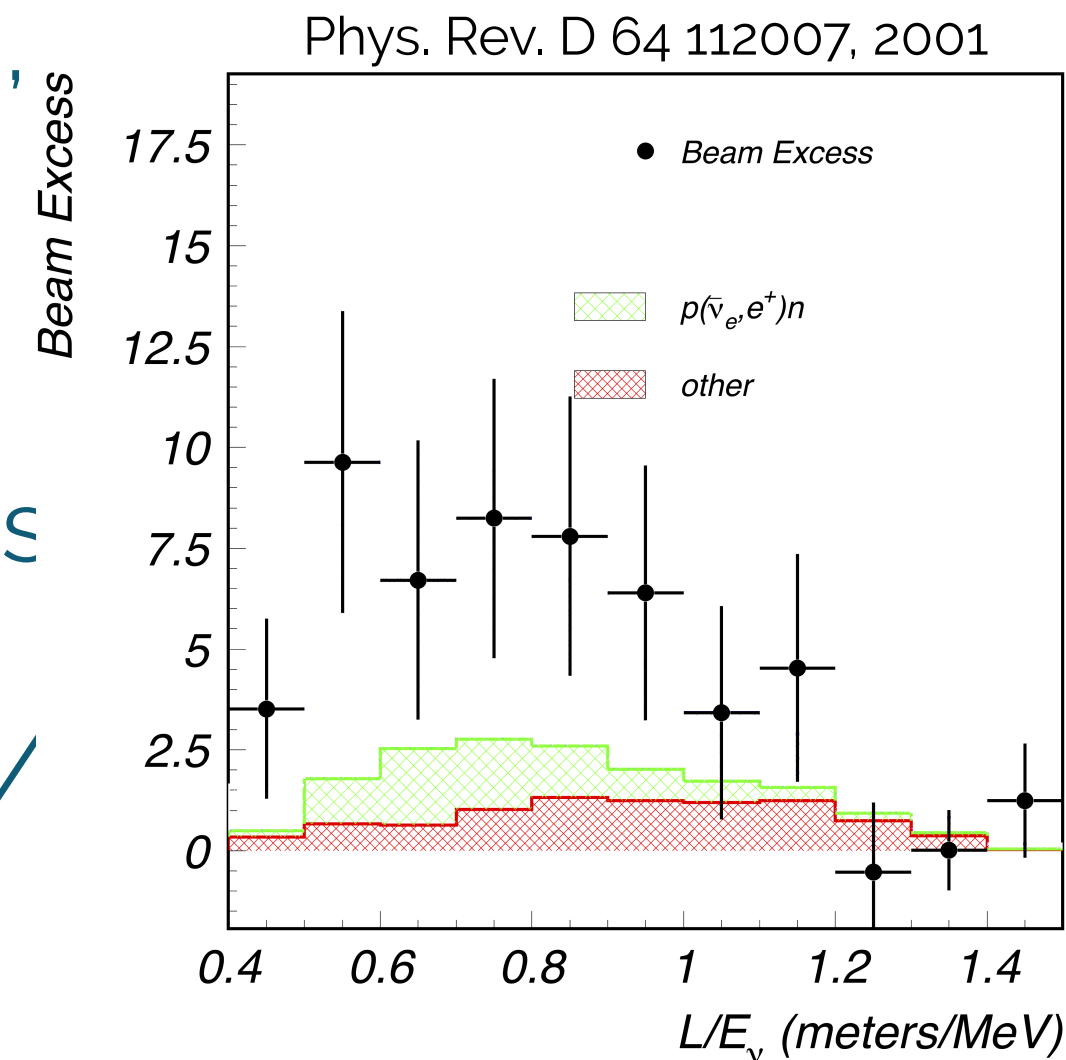 Phys. Rev. D 64 112007, 2001
,
Beam Excess
17.5
15
12.5
10
7.5
5
2.5
0
Beam Excess
p(ν̄e,e+)n
other
0.4 0.6 0.8 1 1.2 1.4
L/Eν (meters/MeV)